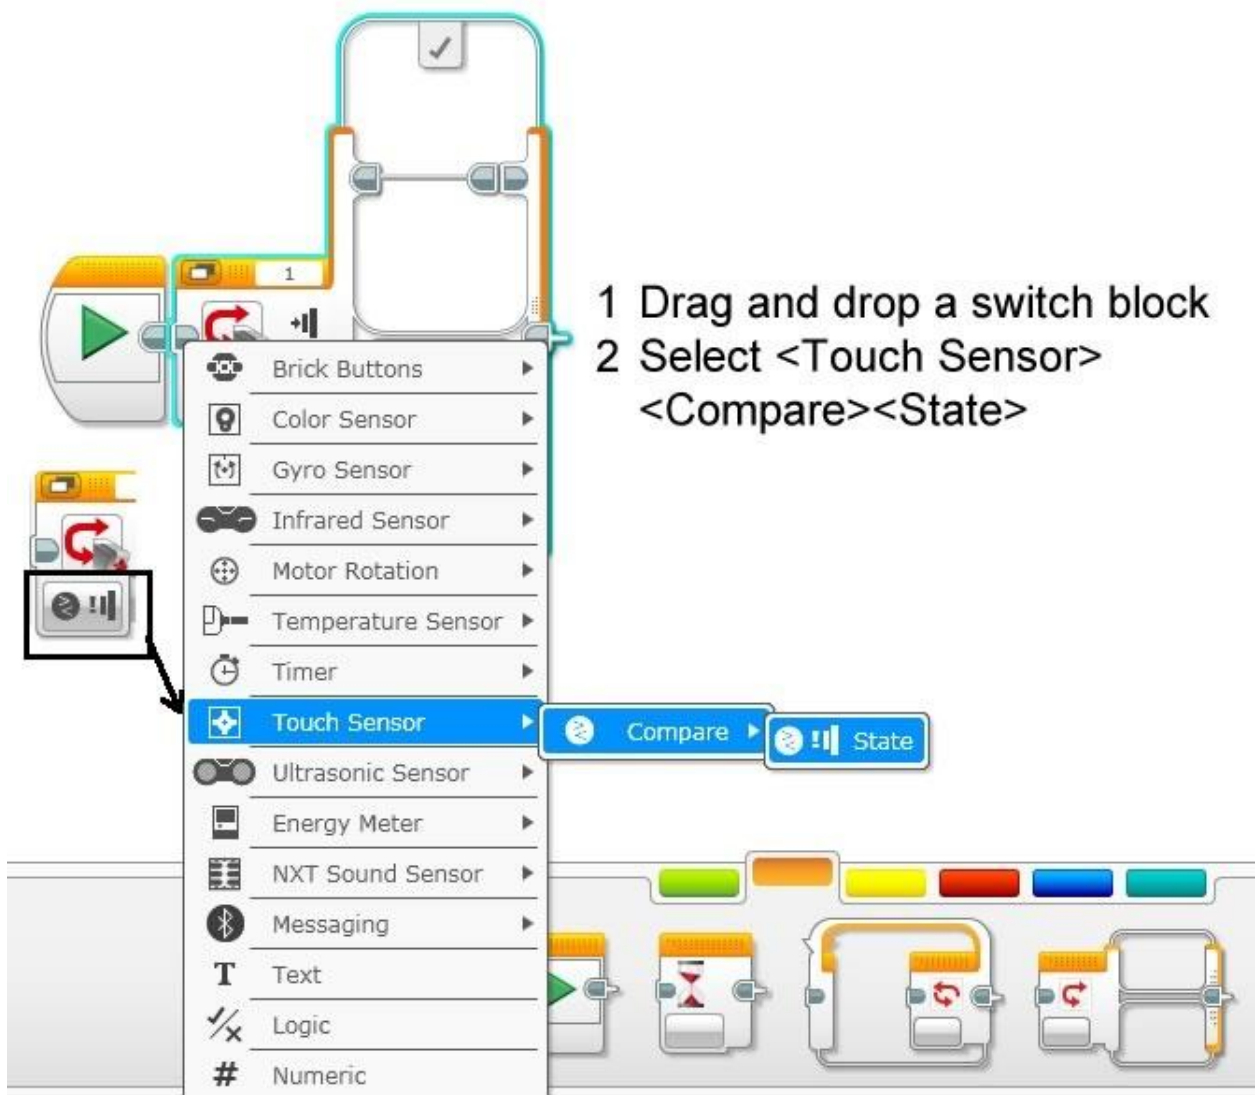 1
1 Drag and drop a switch block
2 Select <Touch Sensor>
<Compare><State>
Brick Buttons
Color Sensor
Gyro Sensor
Infrared Sensor
Motor Rotation
Temperature Sensor
Timer
Touch Sensor
Compare
State
Ultrasonic Sensor
Energy Meter
NXT Sound Sensor
Messaging
T Text
Logic
# Numeric